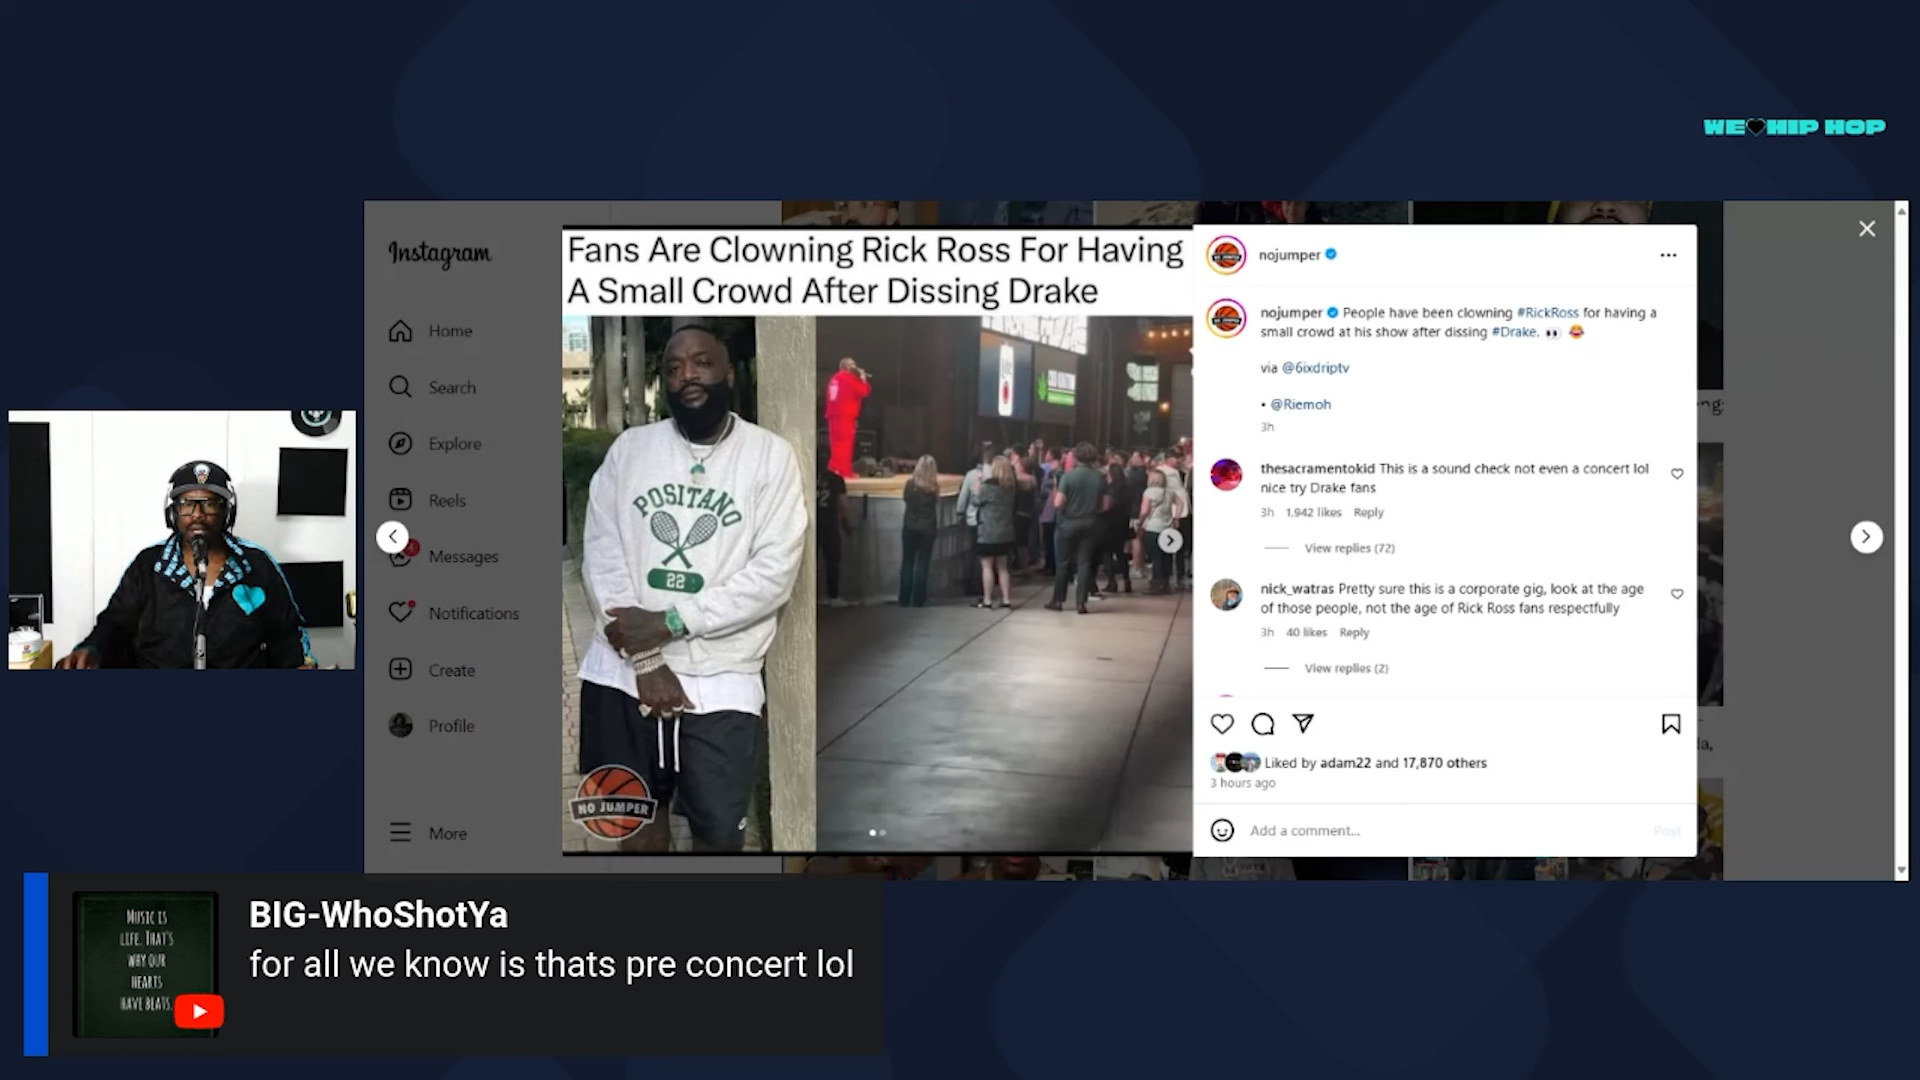 WE HIP HOP
Instagram
Home
Search
Explore
Reels
Messages
Notifications
Create
Profile
More
Fans Are Clowning Rick Ross For Having
A Small Crowd After Dissing Drake
POSITANO
22
NO JUMPER
nojumper
nojumper People have been clowning #RickRoss for having a
small crowd at his show after dissing #Drake. 👀 😂
via @6ixdriptv
• @Riemoh
3h
thesacramentokid This is a sound check not even a concert lol
nice try Drake fans
3h 1,942 likes Reply
View replies (72)
nick_watras Pretty sure this is a corporate gig, look at the age
of those people, not the age of Rick Ross fans respectfully
3h 40 likes Reply
View replies (2)
Liked by adam22 and 17,870 others
3 hours ago
Add a comment...
Post
MUSIC IS
LIFE. THAT'S
WHY OUR
HEARTS
HAVE BEATS.
BIG-WhoShotYa
for all we know is thats pre concert lol